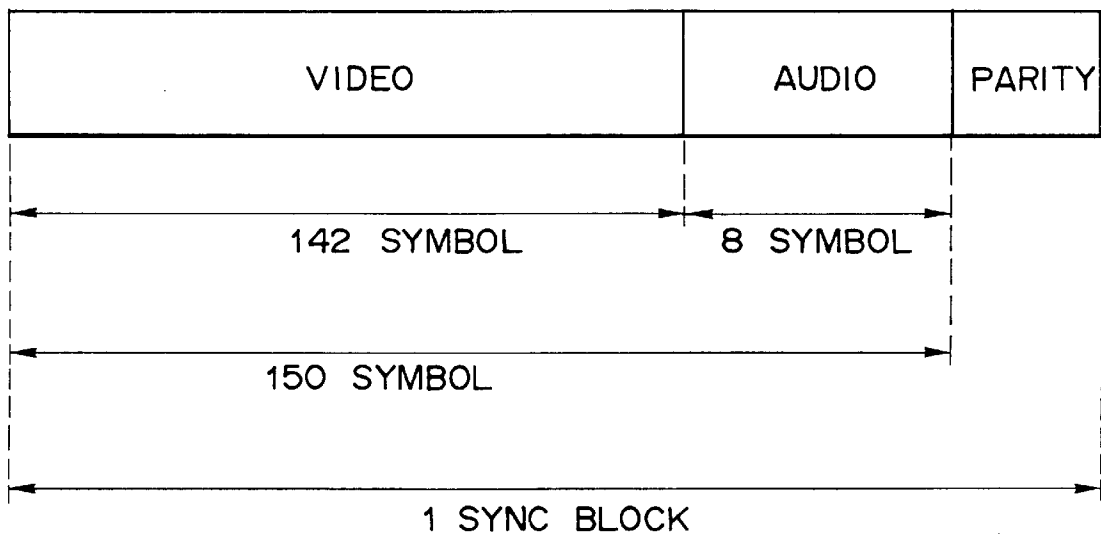 VIDEO AUDIO PARITY
142 SYMBOL 8 SYMBOL
150 SYMBOL
1 SYNC BLOCK